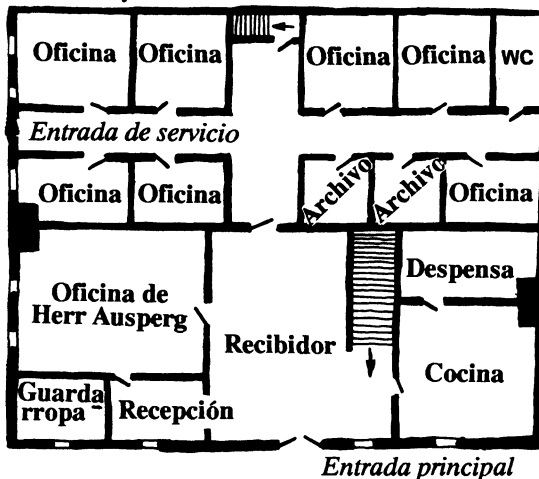 Oficina Oficina Oficina Oficina WC
Entrada de servicio
Oficina Oficina Archivo Archivo Oficina
Despensa
Oficina de
Herr Ausperg
Recibidor
Cocina
Guarda
rropa
Recepción
Entrada principal